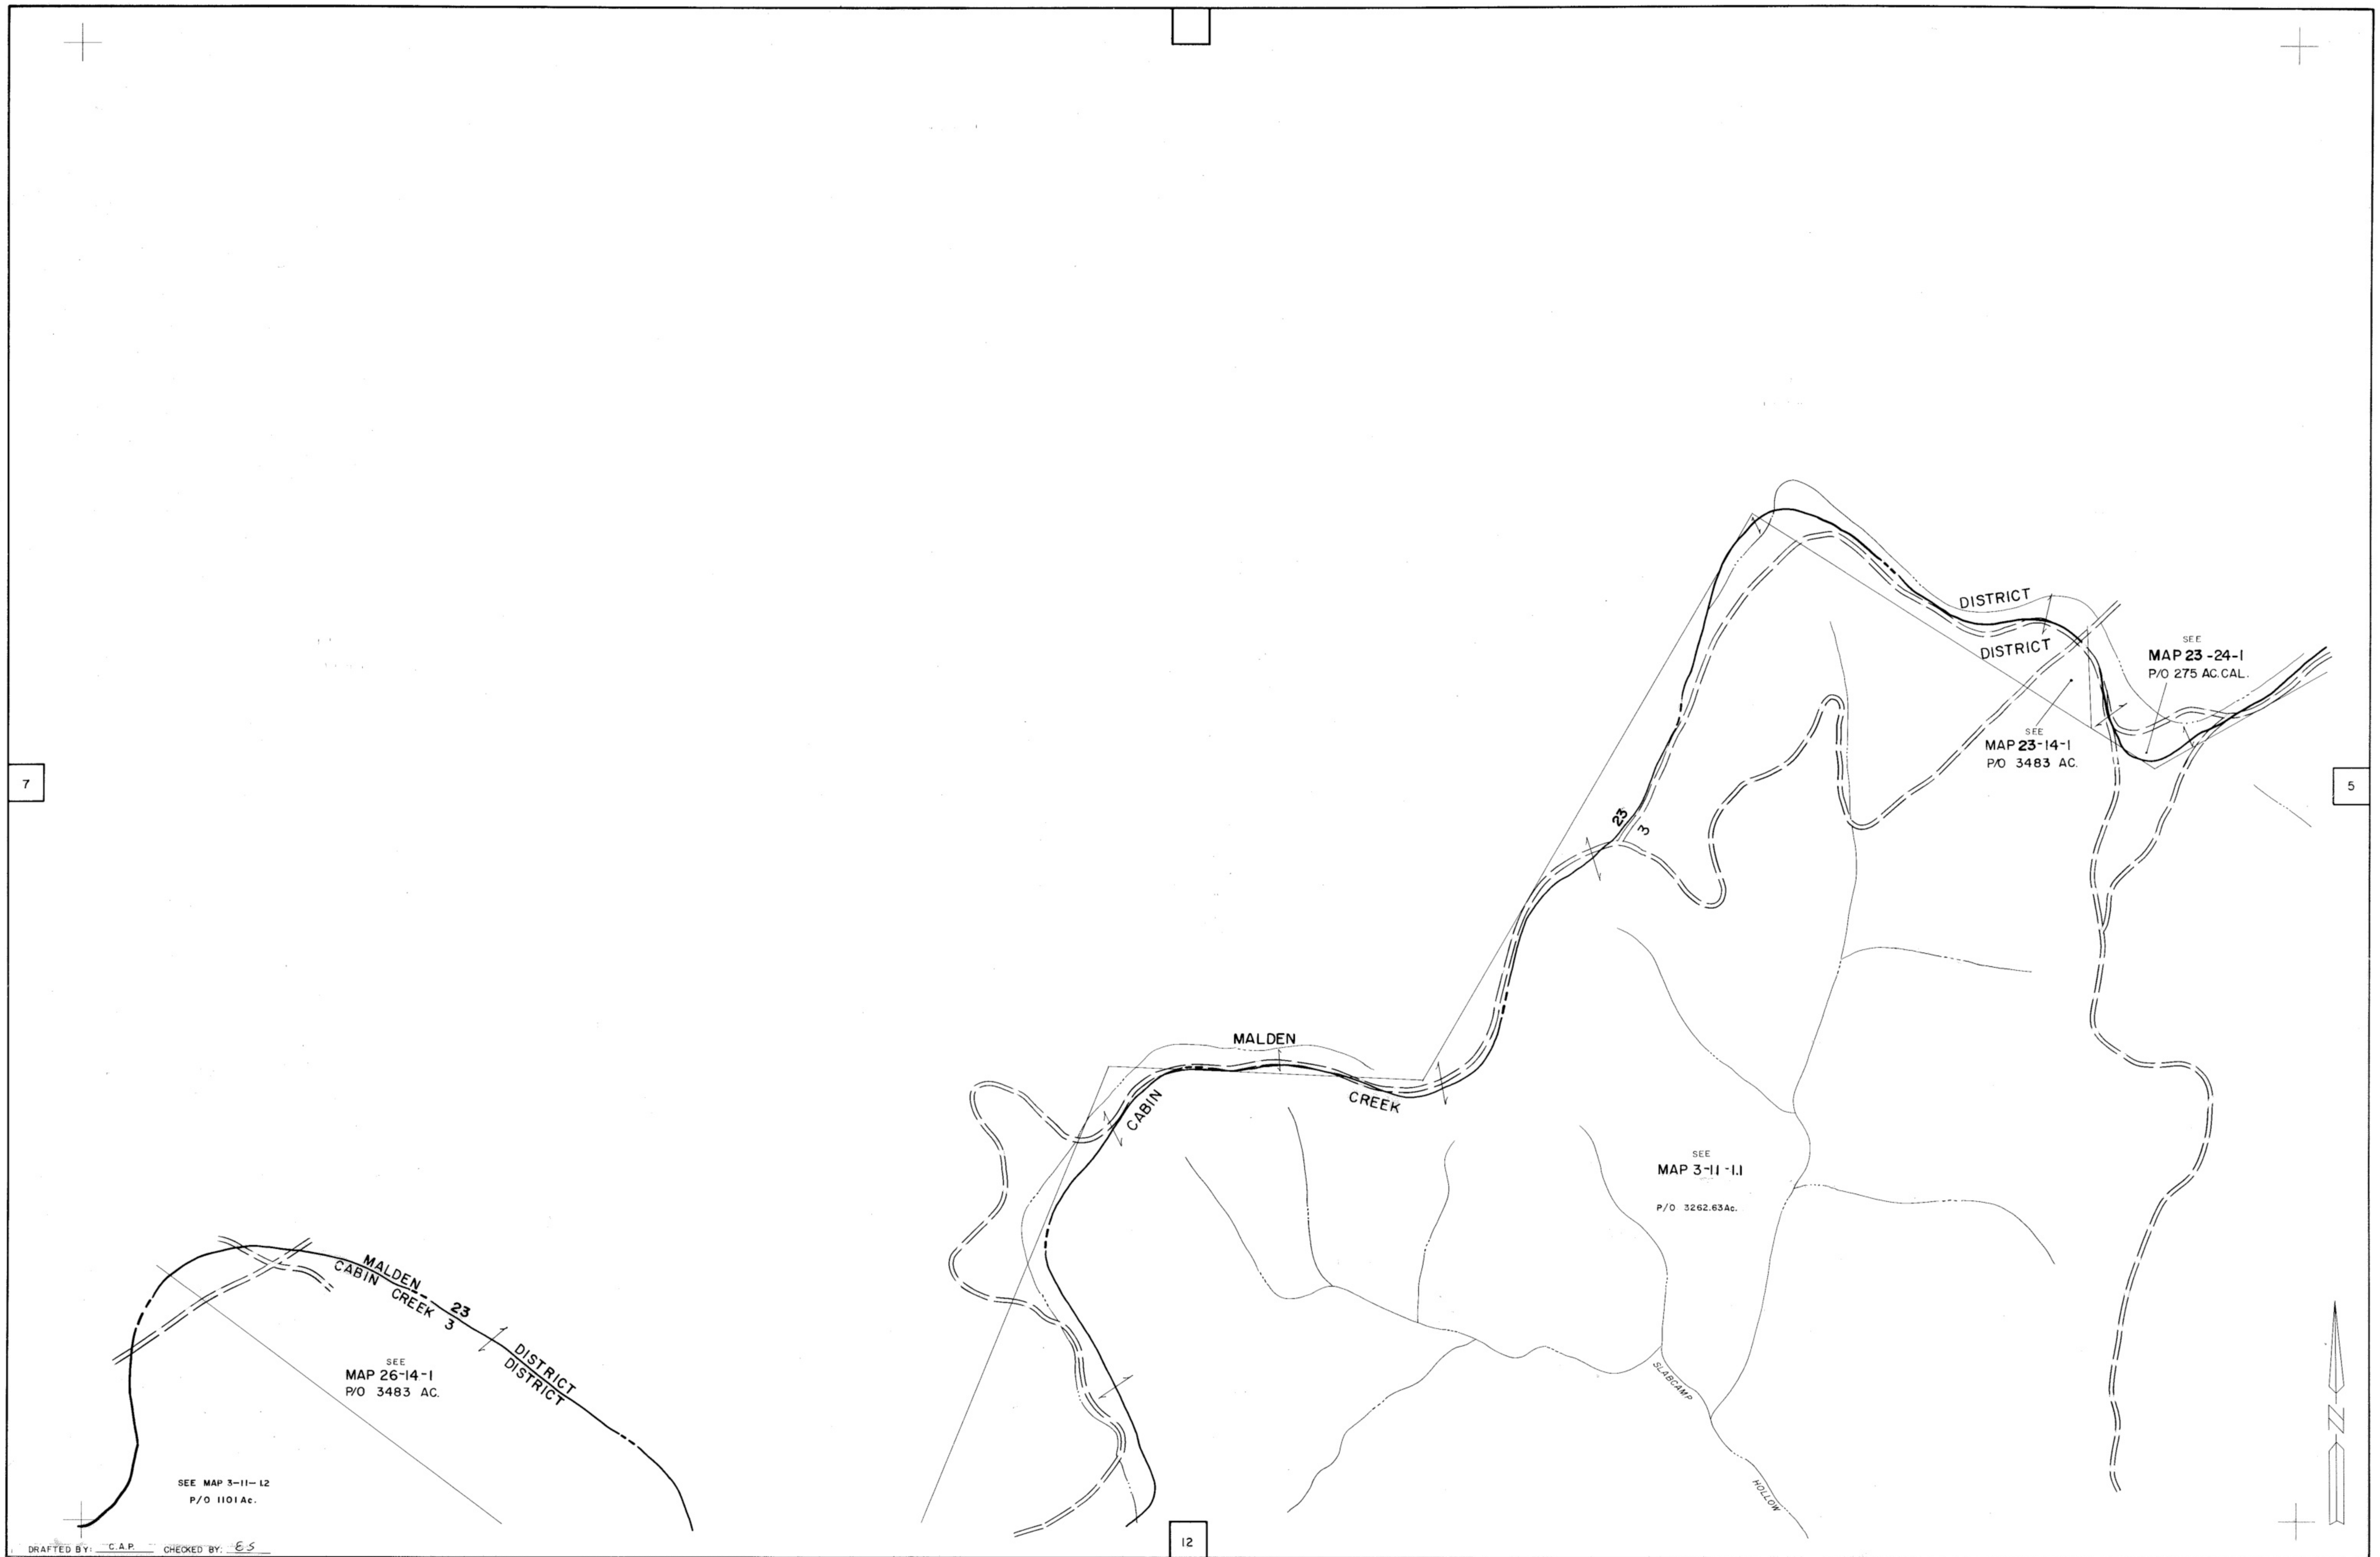 DISTRICT
DISTRICT
SEE
MAP 23-24-1
P/O 275 AC. CAL.
SEE
MAP 23-14-1
P/O 3483 AC.
7
5
23
3
MALDEN
CABIN
CREEK
SEE
MAP 3-11-1.1
P/O 3262.63 Ac.
MALDEN
CABIN
CREEK
23
3
DISTRICT
DISTRICT
SEE
MAP 26-14-1
P/O 3483 AC.
SLABCAMP
HOLLOW
N
SEE MAP 3-11-1.2
P/O 1101 Ac.
12
DRAFTED BY: C.A.P. CHECKED BY: ES